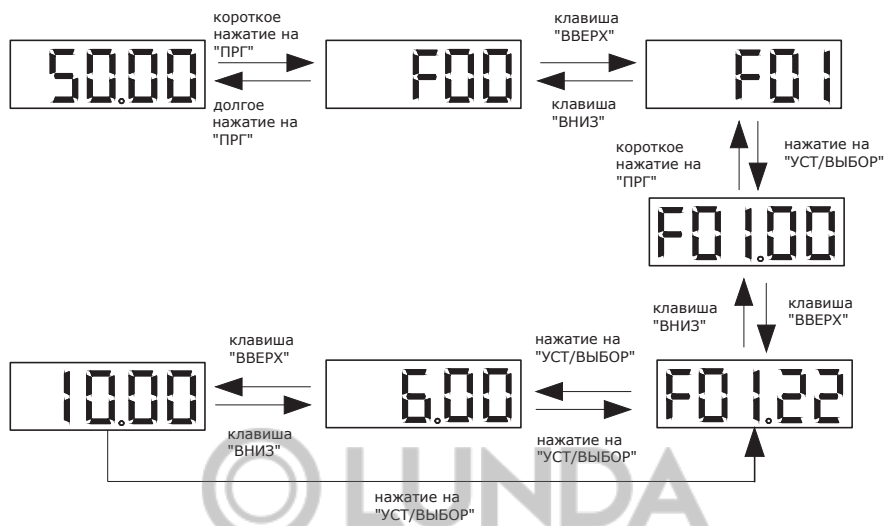 короткое
нажатие на
"ПРГ"
50.00
долгое
нажатие на
"ПРГ"
F00
клавиша
"ВВЕРХ"
клавиша
"ВНИЗ"
F01
короткое
нажатие на
"ПРГ"
нажатие на
"УСТ/ВЫБОР"
F01.00
клавиша
"ВНИЗ"
клавиша
"ВВЕРХ"
10.00
клавиша
"ВВЕРХ"
клавиша
"ВНИЗ"
6.00
нажатие на
"УСТ/ВЫБОР"
нажатие на
"УСТ/ВЫБОР"
F01.22
LUNDA
нажатие на
"УСТ/ВЫБОР"